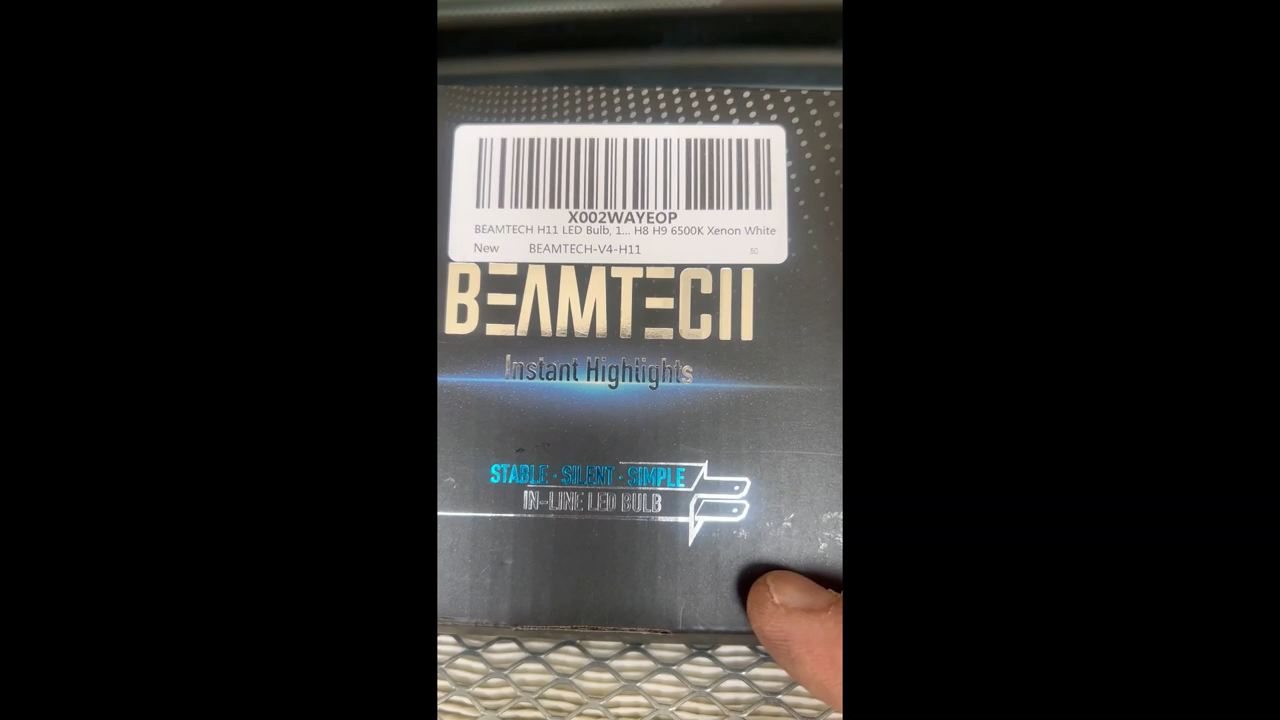 X002WAYEOP
BEAMTECH H11 LED Bulb, 1... H8 H9 6500K Xenon White
New BEAMTECH-V4-H11
50
BEAMTECH
Instant Highlights
STABLE · SILENT · SIMPLE
IN-LINE LED BULB